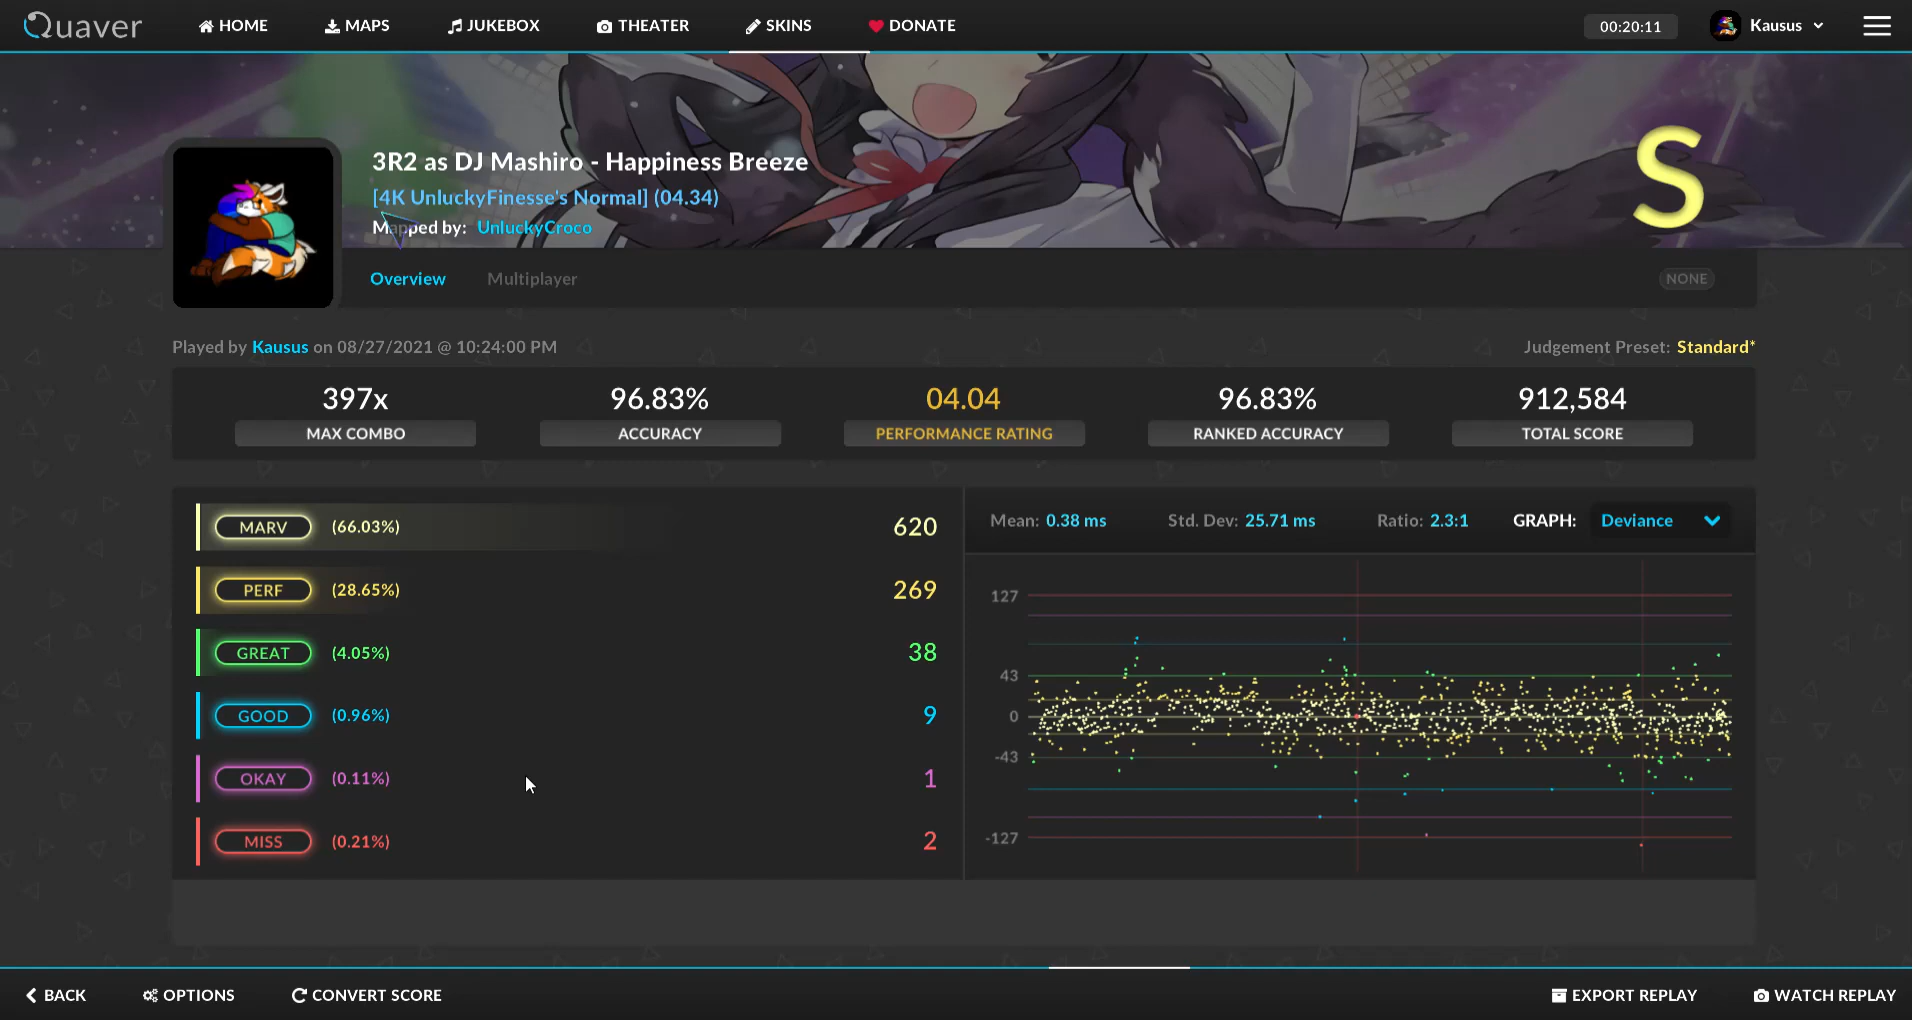 Quaver HOME MAPS JUKEBOX THEATER SKINS DONATE 00:20:11 Kausus
3R2 as DJ Mashiro - Happiness Breeze
[4K UnluckyFinesse's Normal] (04.34)
Mapped by: UnluckyCroco
S
Overview Multiplayer NONE
Played by Kausus on 08/27/2021 @ 10:24:00 PM Judgement Preset: Standard*
397x 96.83% 04.04 96.83% 912,584
MAX COMBO ACCURACY PERFORMANCE RATING RANKED ACCURACY TOTAL SCORE
MARV (66.03%) 620
PERF (28.65%) 269
GREAT (4.05%) 38
GOOD (0.96%) 9
OKAY (0.11%) 1
MISS (0.21%) 2
Mean: 0.38 ms Std. Dev: 25.71 ms Ratio: 2.3:1 GRAPH: Deviance
127
43
0
-43
-127
BACK OPTIONS CONVERT SCORE EXPORT REPLAY WATCH REPLAY